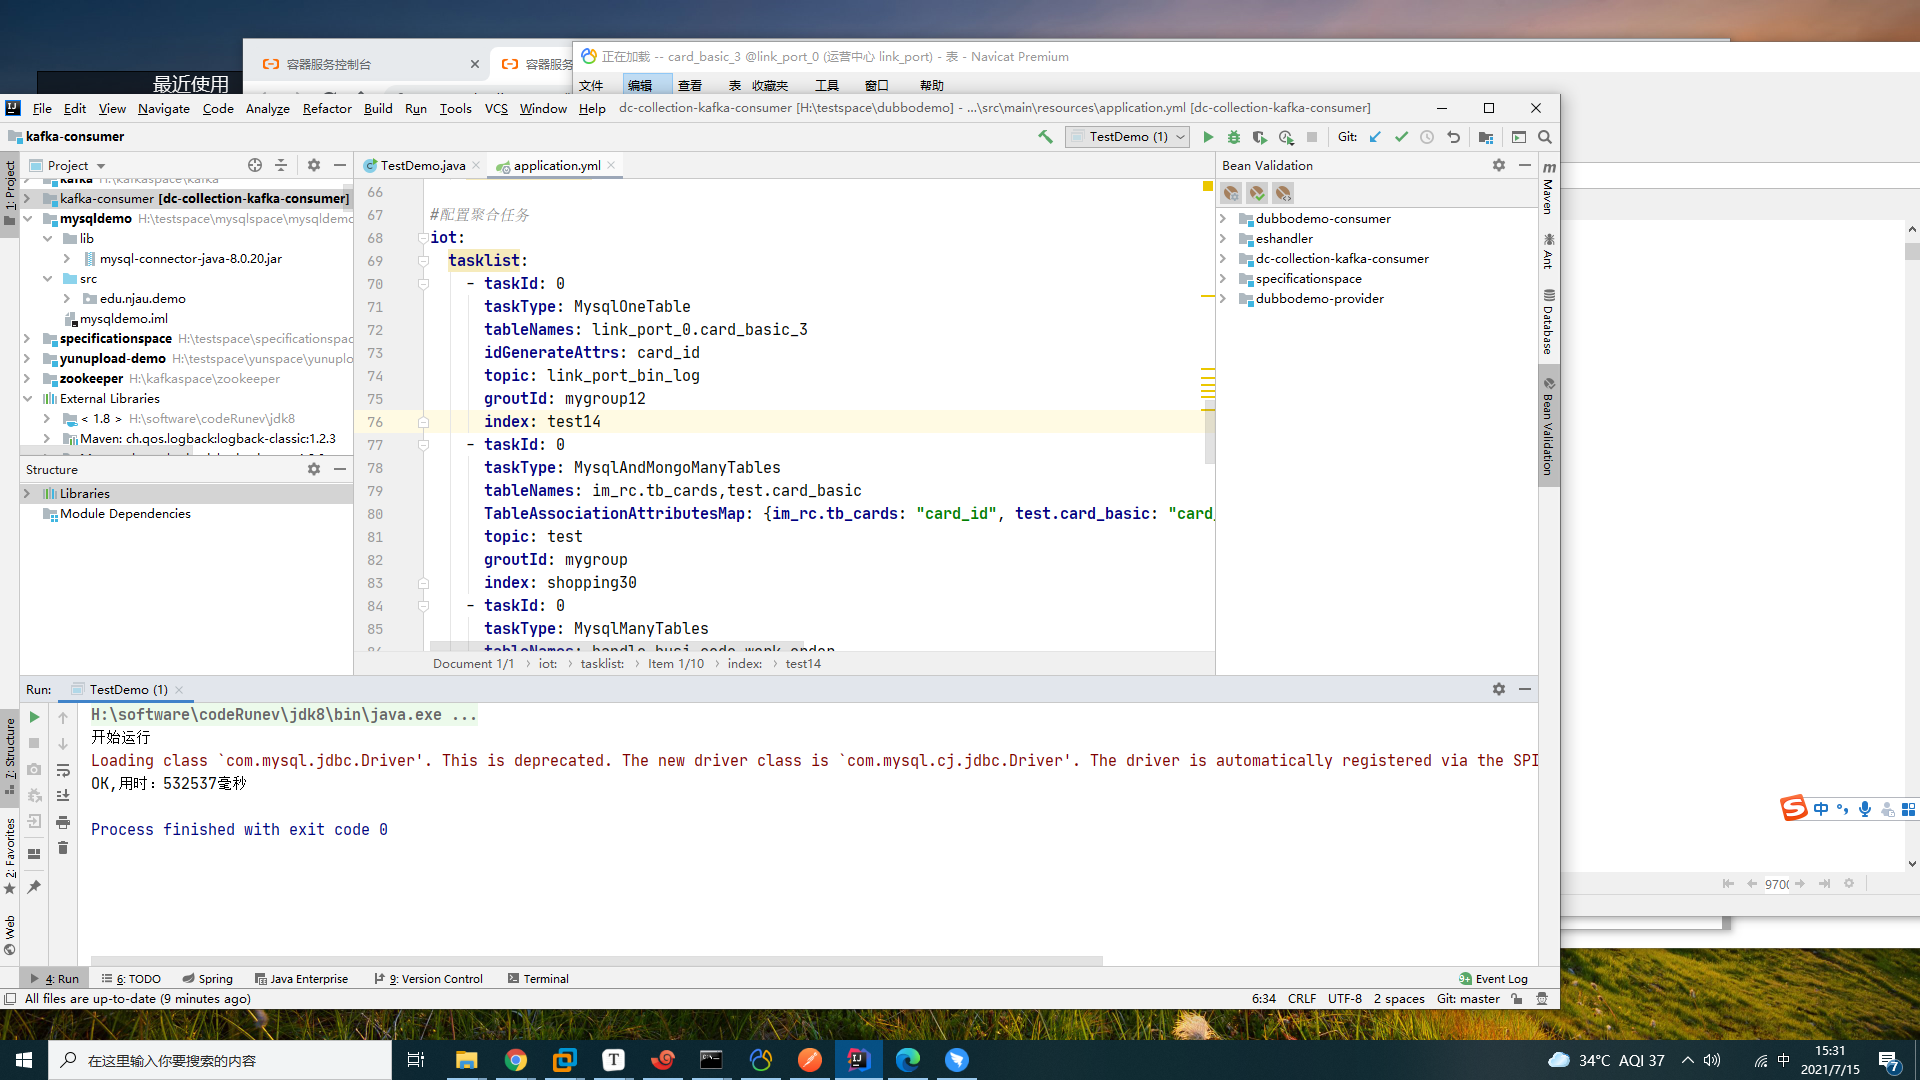 最近使用
容器服务控制台
容器服务
正在加载 -- card_basic_3 @link_port_0 (运营中心 link_port) - 表 - Navicat Premium
文件 编辑 查看 表 收藏夹 工具 窗口 帮助
File Edit View Navigate Code Analyze Refactor Build Run Tools VCS Window Help dc-collection-kafka-consumer [H:\testspace\dubbodemo] - ...\src\main\resources\application.yml [dc-collection-kafka-consumer]
kafka-consumer
TestDemo (1)
Git:
1: Project
Project
kafka H:\kafkaspace\kafka
kafka-consumer [dc-collection-kafka-consumer]
mysqldemo H:\testspace\mysqlspace\mysqldemo
lib
mysql-connector-java-8.0.20.jar
src
edu.njau.demo
mysqldemo.iml
specificationspace H:\testspace\specificationspac
yunupload-demo H:\testspace\yunspace\yunuplo
zookeeper H:\kafkaspace\zookeeper
External Libraries
< 1.8 > H:\software\codeRunev\jdk8
Maven: ch.qos.logback:logback-classic:1.2.3
Structure
Libraries
Module Dependencies
TestDemo.java
application.yml
66
67 #配置聚合任务
68 iot:
69 tasklist:
70 - taskId: 0
71 taskType: MysqlOneTable
72 tableNames: link_port_0.card_basic_3
73 idGenerateAttrs: card_id
74 topic: link_port_bin_log
75 groutId: mygroup12
76 index: test14
77 - taskId: 0
78 taskType: MysqlAndMongoManyTables
79 tableNames: im_rc.tb_cards,test.card_basic
80 TableAssociationAttributesMap: {im_rc.tb_cards: "card_id", test.card_basic: "card_
81 topic: test
82 groutId: mygroup
83 index: shopping30
84 - taskId: 0
85 taskType: MysqlManyTables
86 tableNames: handle_busi_code_work_order
Document 1/1 › iot: › tasklist: › Item 1/10 › index: › test14
Bean Validation
dubbodemo-consumer
eshandler
dc-collection-kafka-consumer
specificationspace
dubbodemo-provider
Maven
Ant
Database
Bean Validation
Run: TestDemo (1)
H:\software\codeRunev\jdk8\bin\java.exe ...
开始运行
Loading class `com.mysql.jdbc.Driver'. This is deprecated. The new driver class is `com.mysql.cj.jdbc.Driver'. The driver is automatically registered via the SPI
OK,用时：532537毫秒
Process finished with exit code 0
7: Structure
2: Favorites
Web
4: Run 6: TODO Spring Java Enterprise 9: Version Control Terminal Event Log
All files are up-to-date (9 minutes ago)
6:34 CRLF UTF-8 2 spaces Git: master
中
970
在这里输入你要搜索的内容
34°C AQI 37
中
15:31
2021/7/15
7